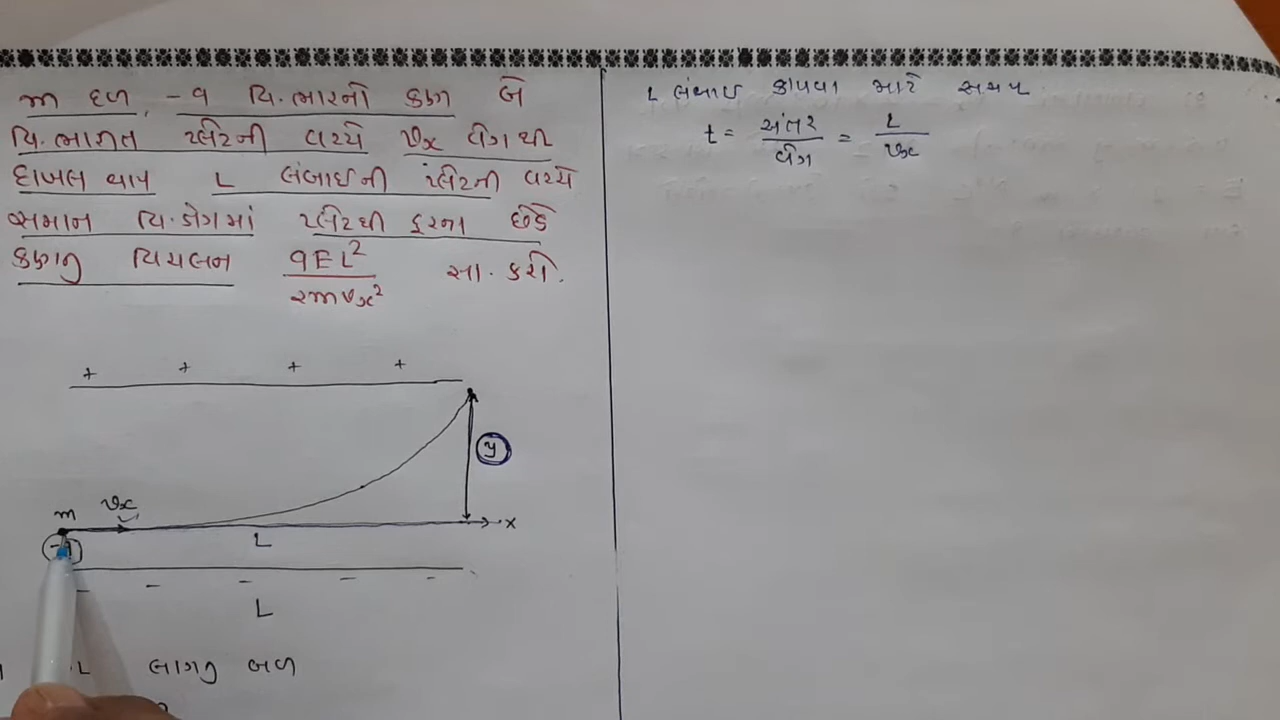 m દળ, -q વિ.ભારનો કણ બે
વિ.ભારીત પ્લેટની વચ્ચે vx વેગથી
દાખલ થાય L લંબાઈની પ્લેટની વચ્ચે
સમાન વિ.ક્ષેત્રમાં પ્લેટથી દૂરના છેડે
કણનુ વિચલન qEL²/2mvx² સા. કરો.
+ + + +
y
m vx
-q L x
- - - - -
L
L લાગતુ બળ
L લંબાઈ કાપવા માટે સમય
t = અંતર/વેગ = L/vx